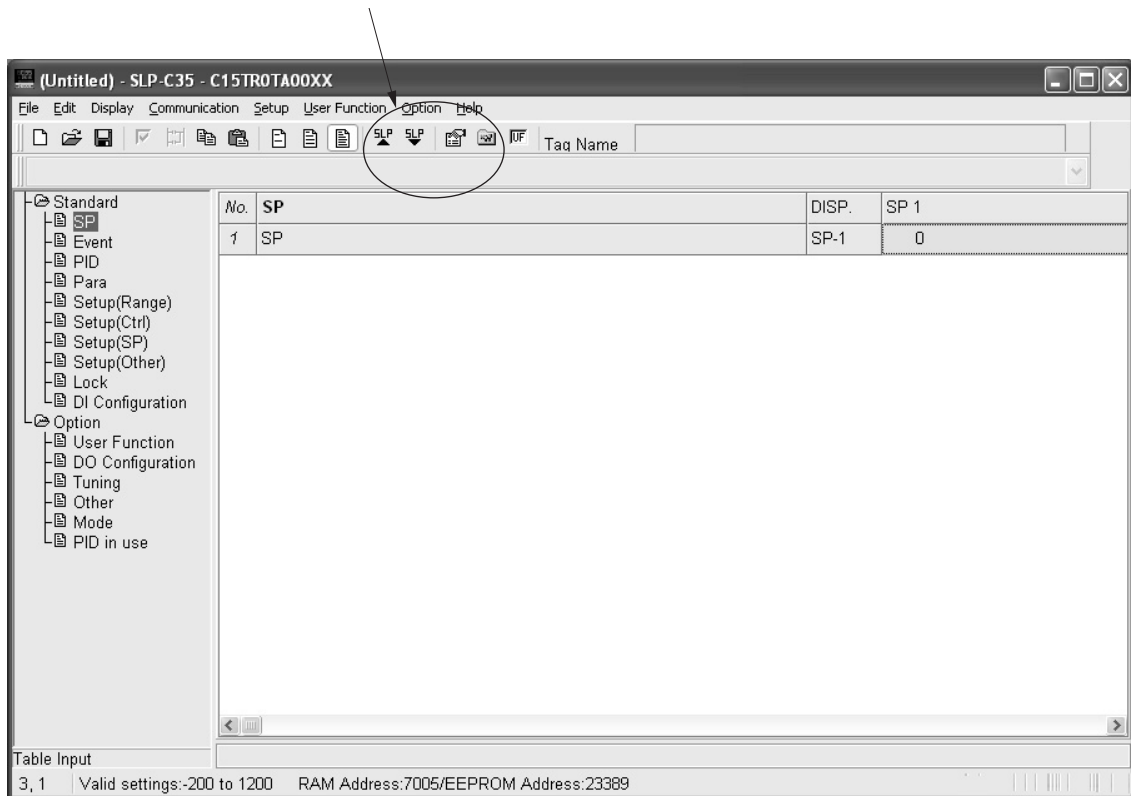 (Untitled) - SLP-C35 - C15TR0TA00XX
File Edit Display Communication Setup User Function Option Help
SLP SLP UF Tag Name
Standard
SP
Event
PID
Para
Setup(Range)
Setup(Ctrl)
Setup(SP)
Setup(Other)
Lock
DI Configuration
Option
User Function
DO Configuration
Tuning
Other
Mode
PID in use
No. SP DISP. SP 1
1 SP SP-1 0
Table Input
3, 1 Valid settings:-200 to 1200 RAM Address:7005/EEPROM Address:23389